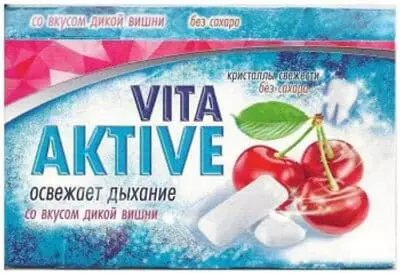 со вкусом дикой вишни без сахара
кристаллы свежести
без сахара
VITA
AKTIVE
освежает дыхание
со вкусом дикой вишни